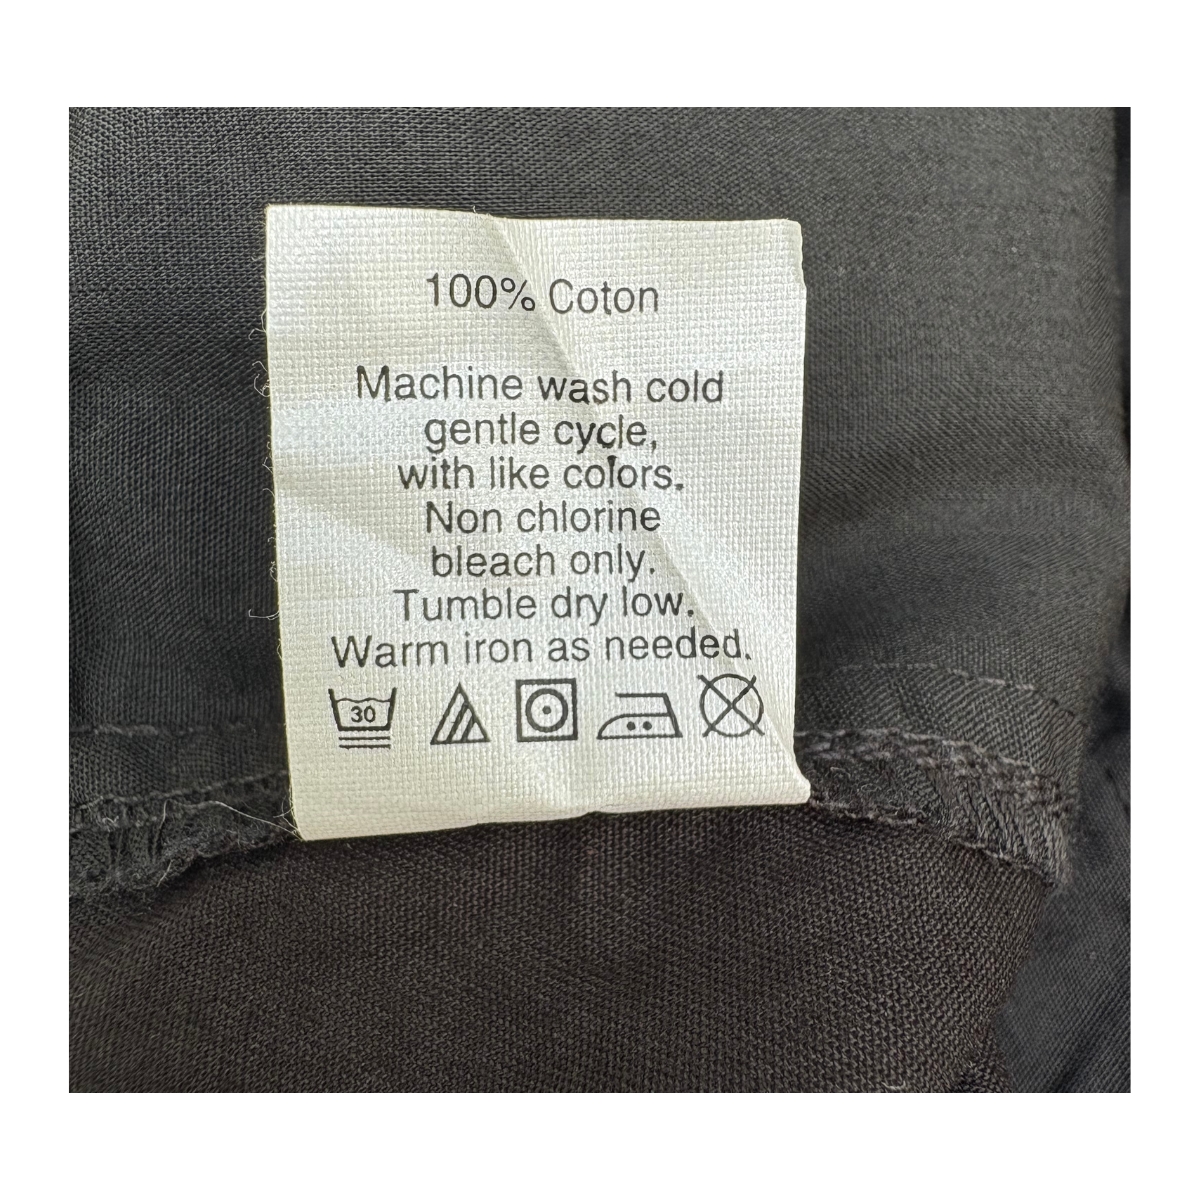 100% Coton
Machine wash cold
gentle cycle,
with like colors.
Non chlorine
bleach only.
Tumble dry low.
Warm iron as needed.
30